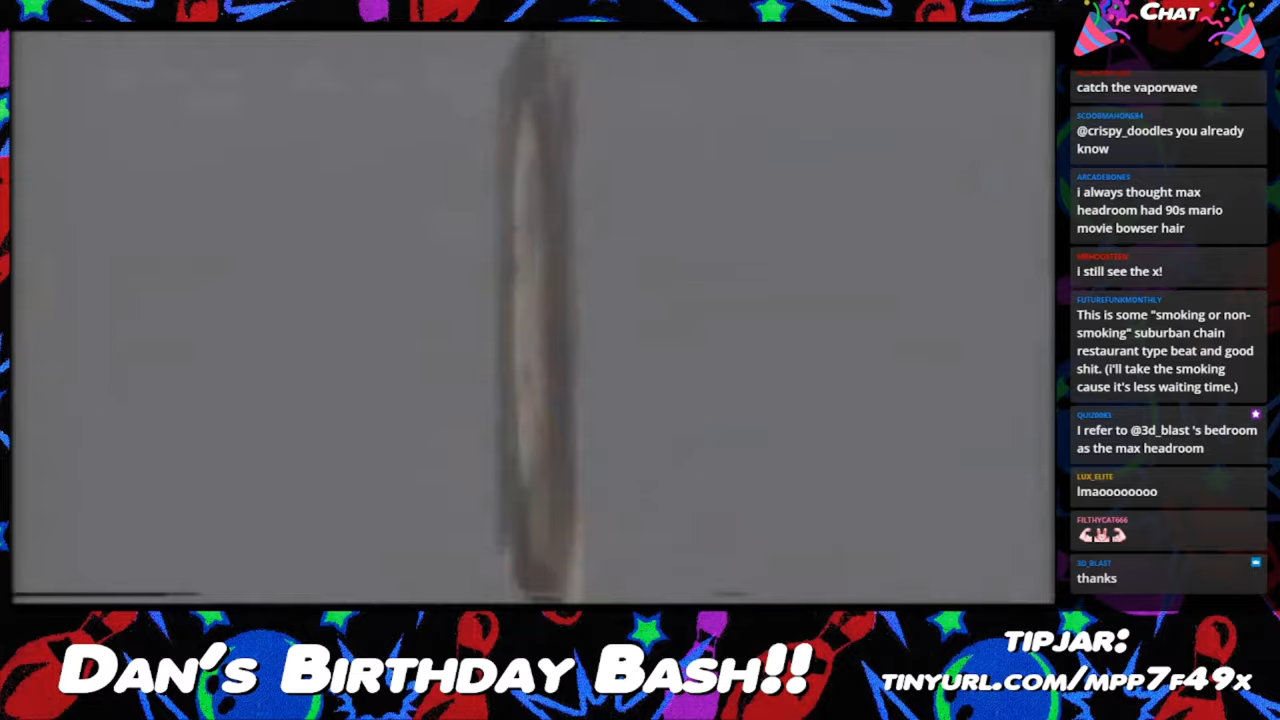 Chat
catch the vaporwave
SCOOBMAHONE84
@crispy_doodles you already
know
ARCADEBONES
i always thought max
headroom had 90s mario
movie bowser hair
i still see the x!
FUTUREFUNKMONTHLY
This is some "smoking or non-
smoking" suburban chain
restaurant type beat and good
shit. (i'll take the smoking
cause it's less waiting time.)
I refer to @3d_blast 's bedroom
as the max headroom
LUX_ELITE
lmaoooooooo
FILTHYCAT666
3D_BLAST
thanks
Dan's Birthday Bash!!
tipjar:
tinyurl.com/mpp7f49x